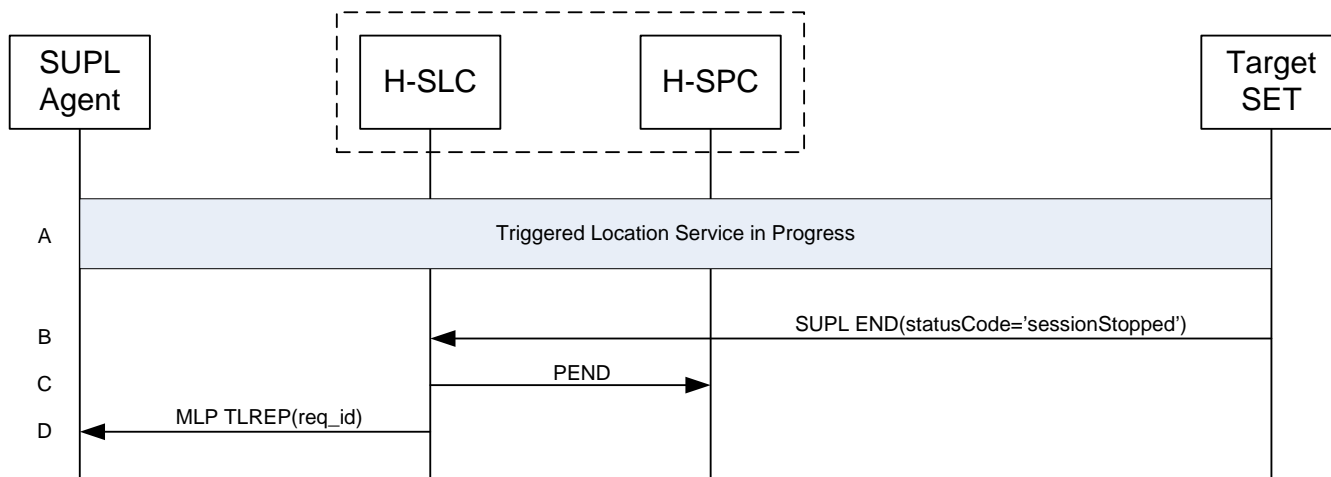 SUPL
Agent
H-SLC
H-SPC
Target
SET
A
Triggered Location Service in Progress
B
SUPL END(statusCode=’sessionStopped’)
C
PEND
D
MLP TLREP(req_id)